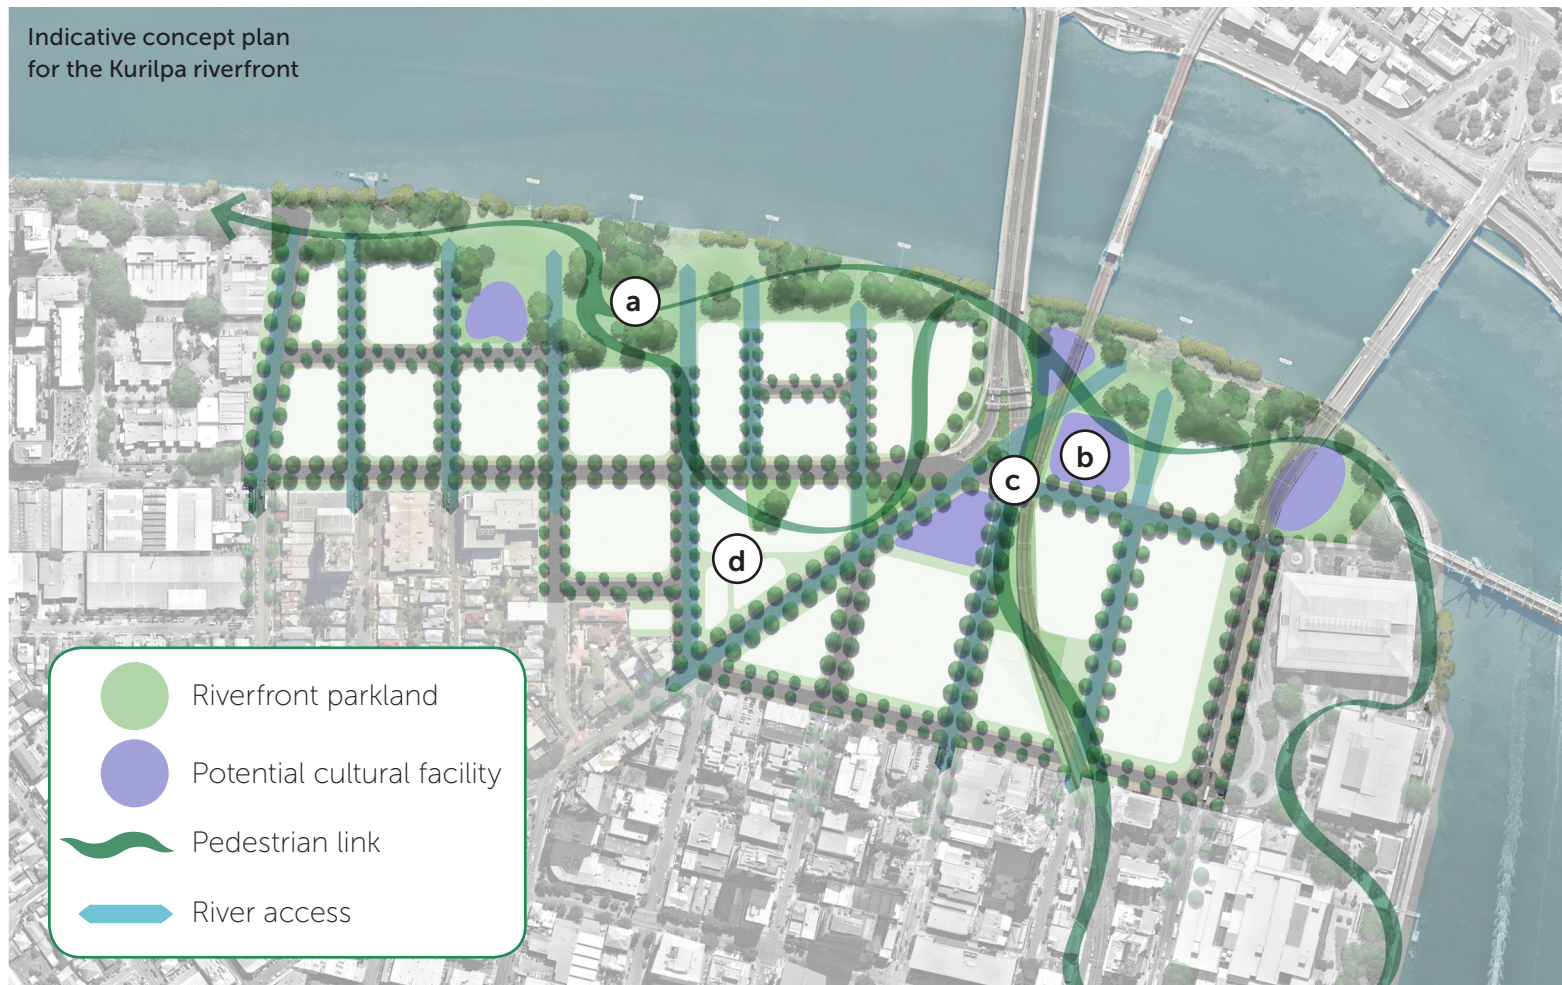 Indicative concept plan
for the Kurilpa riverfront
a
b
c
d
Riverfront parkland
Potential cultural facility
Pedestrian link
River access